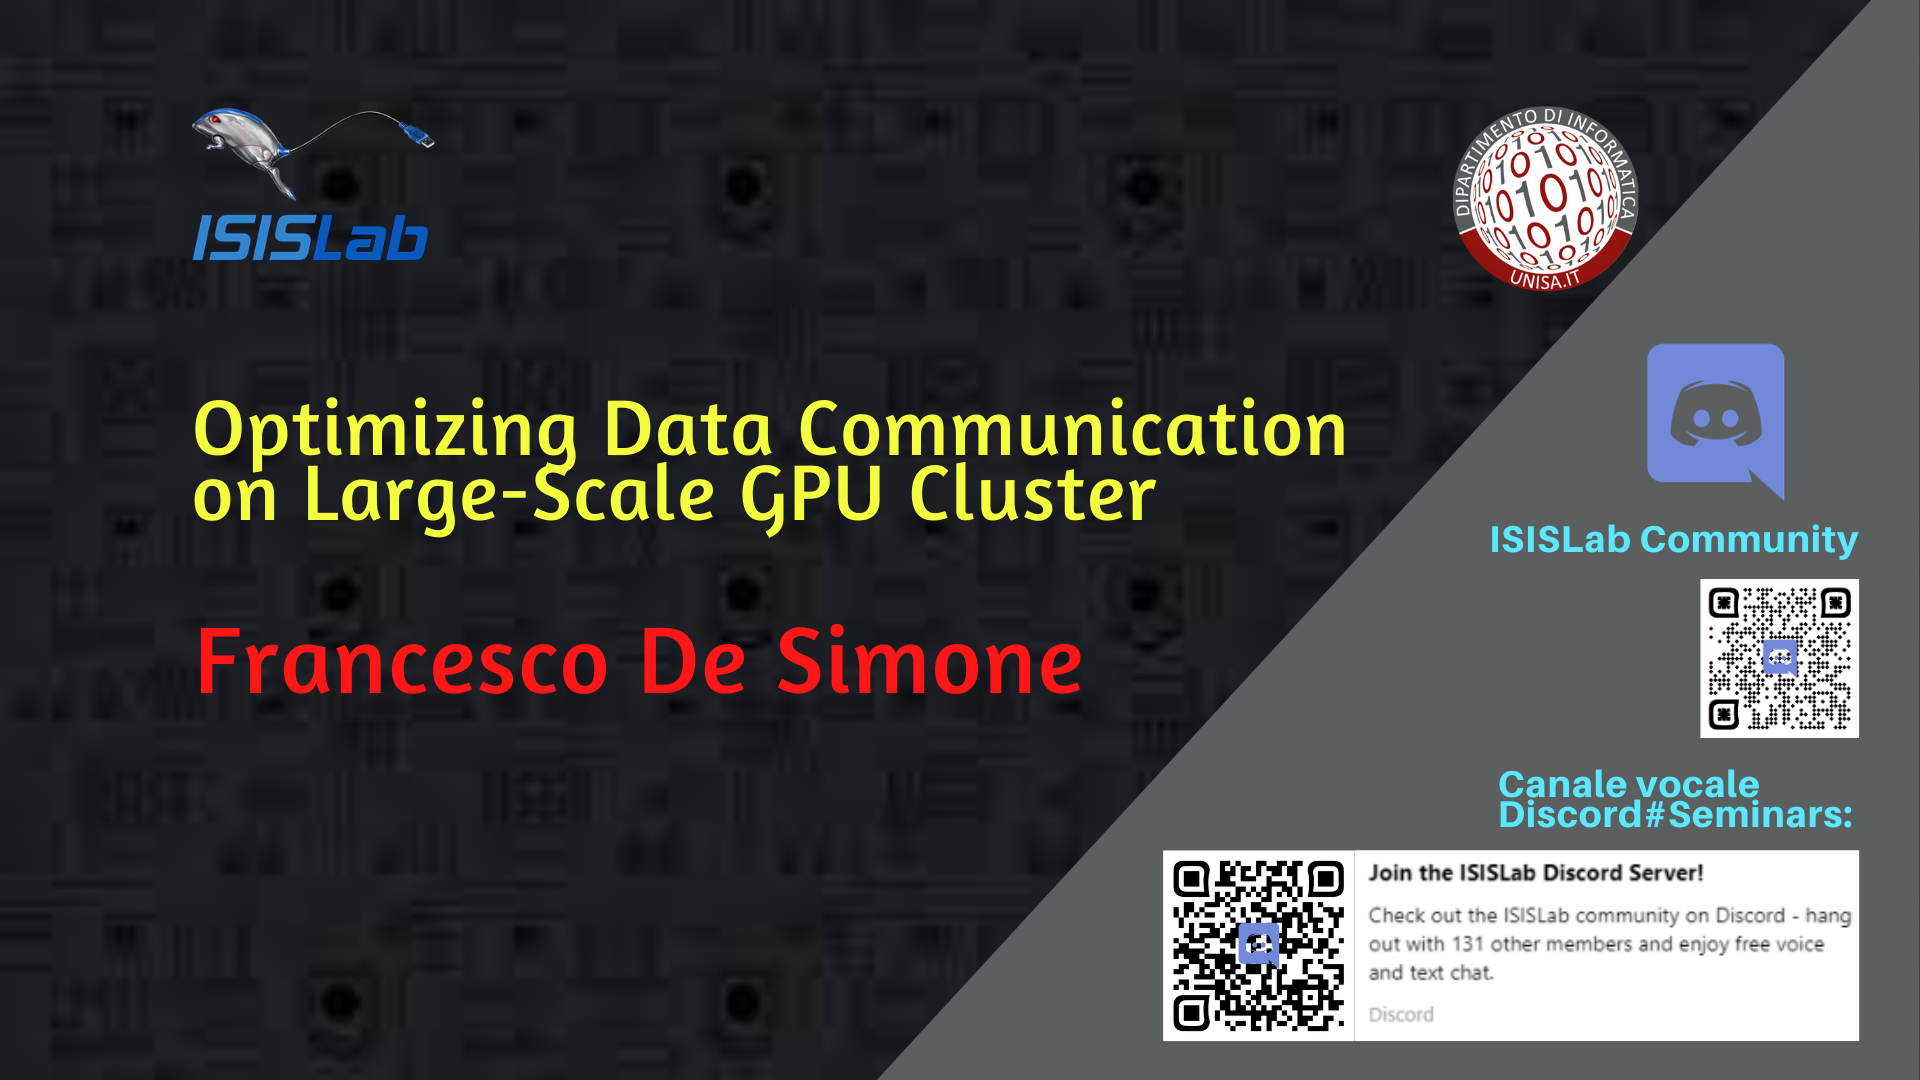 ISISLab
DIPARTIMENTO DI INFORMATICA
UNISA.IT
Optimizing Data Communication
on Large-Scale GPU Cluster
Francesco De Simone
ISISLab Community
Canale vocale
Discord#Seminars:
Join the ISISLab Discord Server!
Check out the ISISLab community on Discord - hang
out with 131 other members and enjoy free voice
and text chat.
Discord